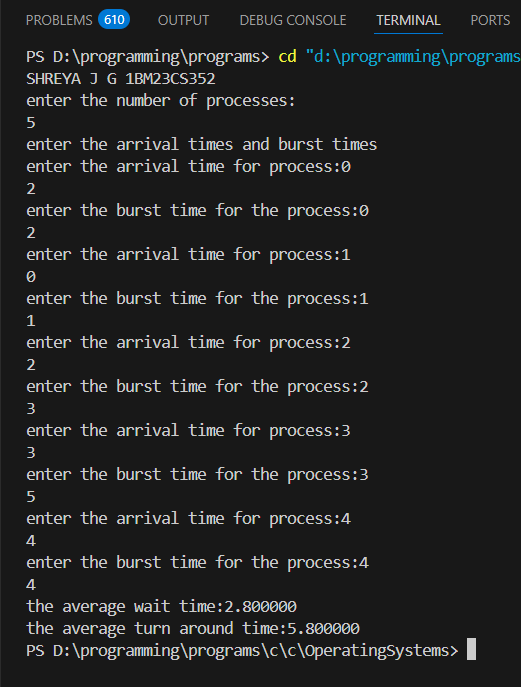 PROBLEMS 610 OUTPUT DEBUG CONSOLE TERMINAL PORTS
PS D:\programming\programs> cd "d:\programming\programs
SHREYA J G 1BM23CS352
enter the number of processes:
5
enter the arrival times and burst times
enter the arrival time for process:0
2
enter the burst time for the process:0
2
enter the arrival time for process:1
0
enter the burst time for the process:1
1
enter the arrival time for process:2
2
enter the burst time for the process:2
3
enter the arrival time for process:3
3
enter the burst time for the process:3
5
enter the arrival time for process:4
4
enter the burst time for the process:4
4
the average wait time:2.800000
the average turn around time:5.800000
PS D:\programming\programs\c\c\OperatingSystems>